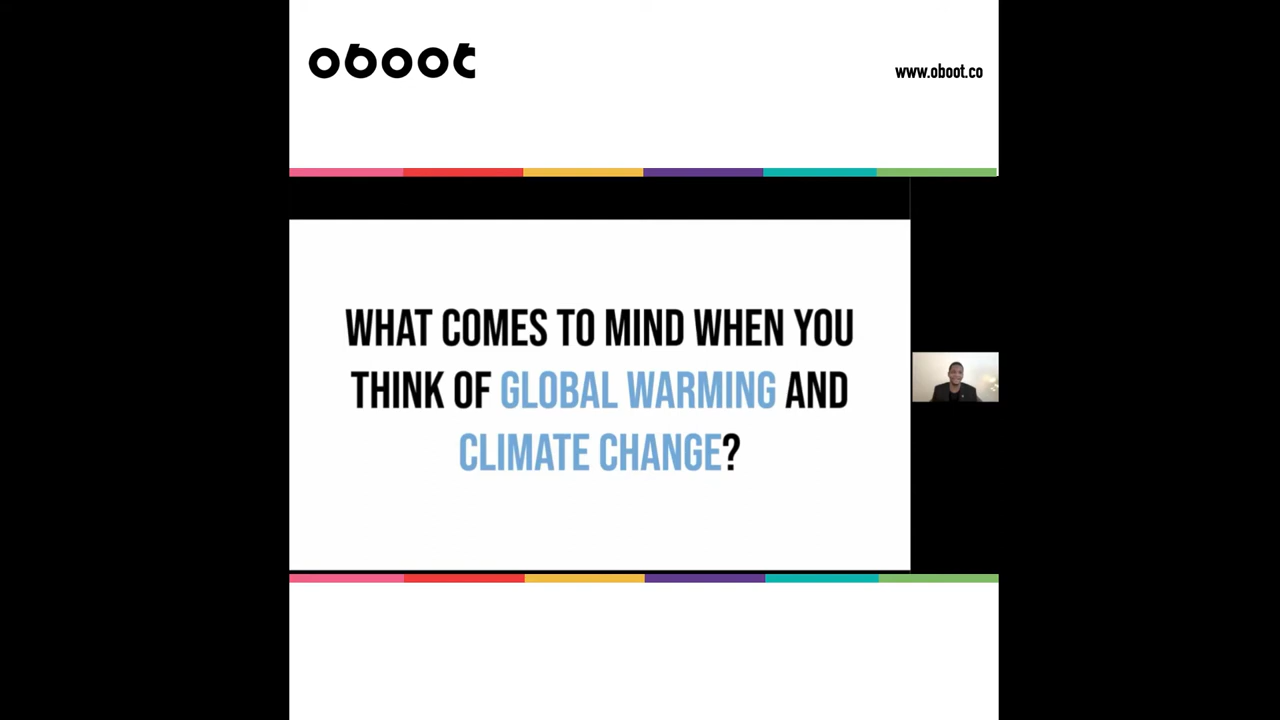 oboot
www.oboot.co
WHAT COMES TO MIND WHEN YOU
THINK OF GLOBAL WARMING AND
CLIMATE CHANGE?